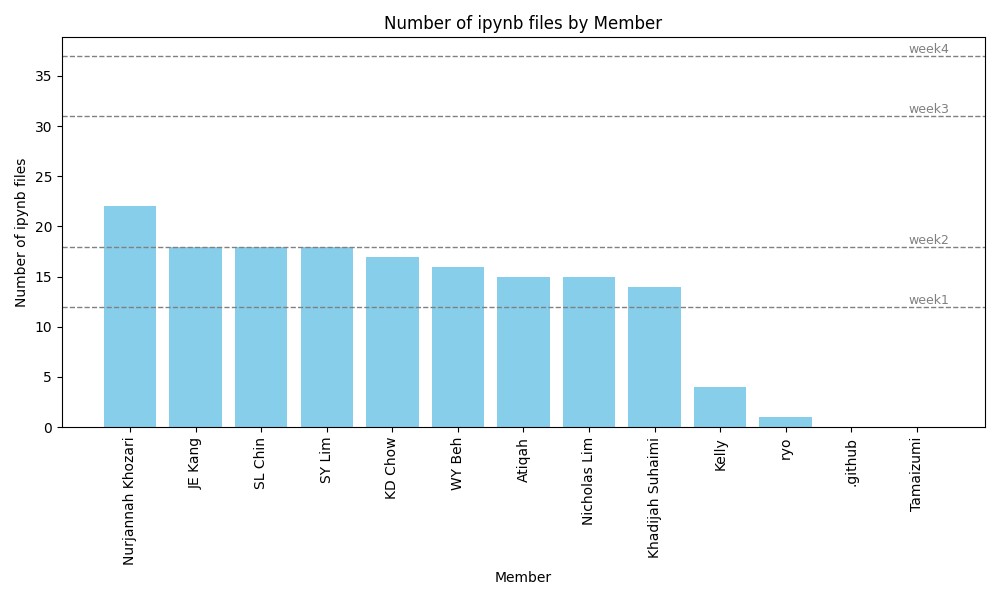 Number of ipynb files by Member
Number of ipynb files
35
30
25
20
15
10
5
0
week4
week3
week2
week1
Nurjannah Khozari
JE Kang
SL Chin
SY Lim
KD Chow
WY Beh
Atiqah
Nicholas Lim
Khadijah Suhaimi
Kelly
ryo
.github
Tamaizumi
Member